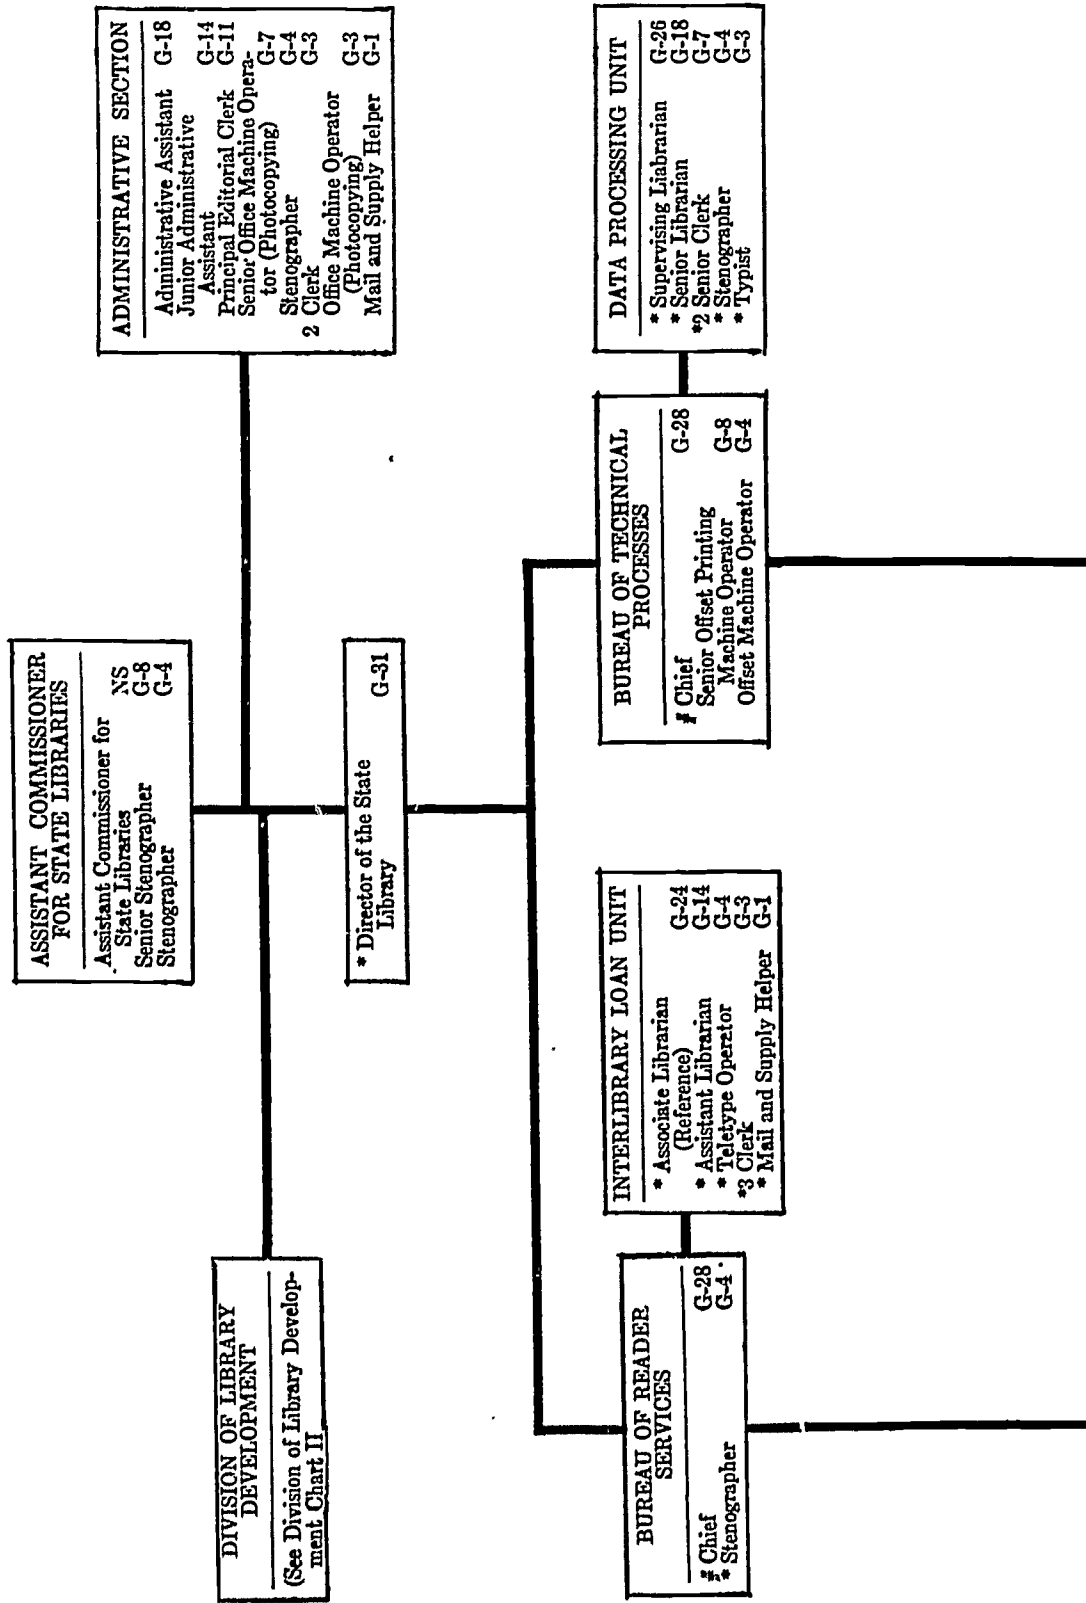 ASSISTANT COMMISSIONER
FOR STATE LIBRARIES
Assistant Commissioner for
State Libraries NS
Senior Stenographer G-8
Stenographer G-4
DIVISION OF LIBRARY
DEVELOPMENT
(See Division of Library Develop-
ment Chart II
ADMINISTRATIVE SECTION
Administrative Assistant G-18
Junior Administrative
Assistant G-14
Principal Editorial Clerk G-11
Senior Office Machine Opera-
tor (Photocopying) G-7
Stenographer G-4
2 Clerk G-3
Office Machine Operator
(Photocopying) G-3
Mail and Supply Helper G-1
* Director of the State
Library G-31
BUREAU OF READER
SERVICES
# Chief G-28
* Stenographer G-4
INTERLIBRARY LOAN UNIT
* Associate Librarian
(Reference) G-24
* Assistant Librarian G-14
* Teletype Operator G-4
*3 Clerk G-3
* Mail and Supply Helper G-1
BUREAU OF TECHNICAL
PROCESSES
# Chief G-28
Senior Offset Printing
Machine Operator G-8
Offset Machine Operator G-4
DATA PROCESSING UNIT
* Supervising Liabrarian G-26
* Senior Librarian G-18
*2 Senior Clerk G-7
* Stenographer G-4
* Typist G-3